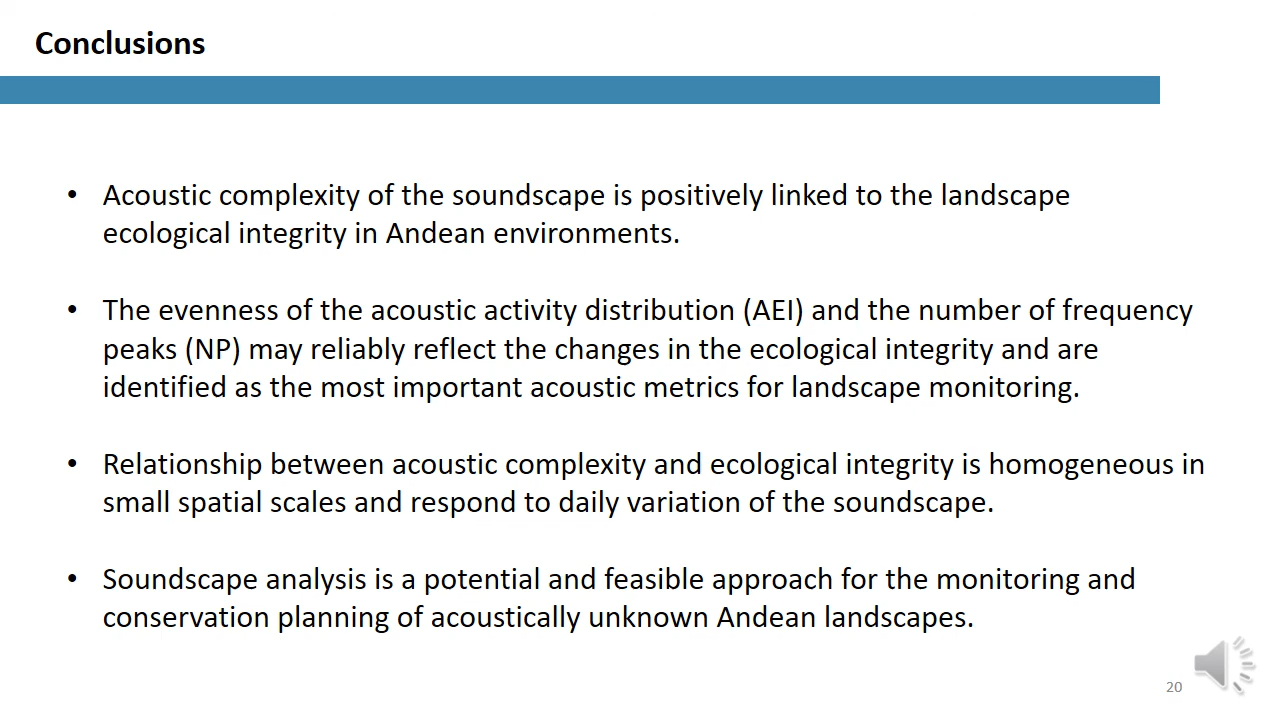 Conclusions
• Acoustic complexity of the soundscape is positively linked to the landscape
ecological integrity in Andean environments.
• The evenness of the acoustic activity distribution (AEI) and the number of frequency
peaks (NP) may reliably reflect the changes in the ecological integrity and are
identified as the most important acoustic metrics for landscape monitoring.
• Relationship between acoustic complexity and ecological integrity is homogeneous in
small spatial scales and respond to daily variation of the soundscape.
• Soundscape analysis is a potential and feasible approach for the monitoring and
conservation planning of acoustically unknown Andean landscapes.
20